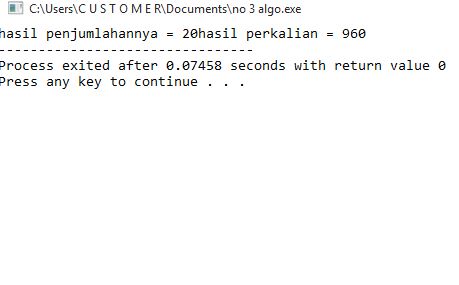 C:\Users\C U S T O M E R\Documents\no 3 algo.exe
hasil penjumlahannya = 20hasil perkalian = 960
--------------------------------
Process exited after 0.07458 seconds with return value 0
Press any key to continue . . .